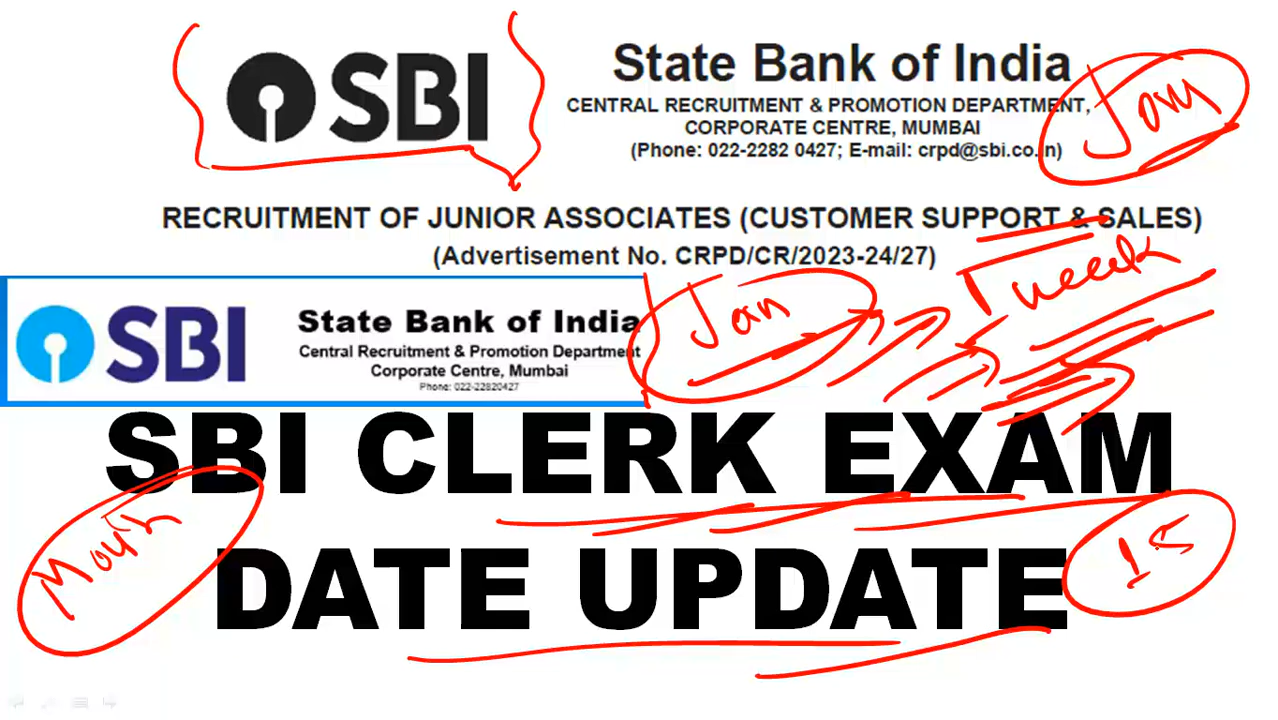 SBI
State Bank of India
CENTRAL RECRUITMENT & PROMOTION DEPARTMENT,
CORPORATE CENTRE, MUMBAI
(Phone: 022-2282 0427; E-mail: crpd@sbi.co.in)
Jan
RECRUITMENT OF JUNIOR ASSOCIATES (CUSTOMER SUPPORT & SALES)
(Advertisement No. CRPD/CR/2023-24/27)
SBI
State Bank of India
Central Recruitment & Promotion Department
Corporate Centre, Mumbai
Phone: 022-22820427
Jan
SBI CLERK EXAM
DATE UPDATE
15